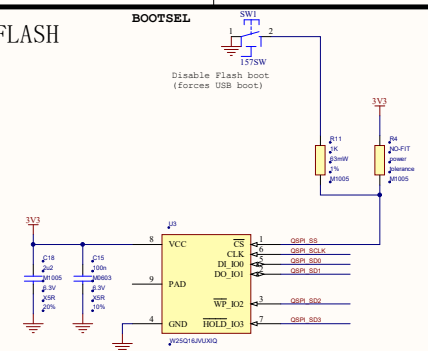 FLASH
BOOTSEL
SW1
1
2
157SW
Disable Flash boot
(forces USB boot)
3V3
R11
1K
63mW
1%
M1005
R4
NO-FIT
power
tolerance
M1005
U3
3V3
C18
2u2
M1005
6.3V
X5R
20%
C15
100n
M0603
6.3V
X5R
10%
8
VCC
9
PAD
4
GND
CS
1
QSPI_SS
CLK
6
QSPI_SCLK
DI_IO0
5
QSPI_SD0
DO_IO1
2
QSPI_SD1
WP_IO2
3
QSPI_SD2
HOLD_IO3
7
QSPI_SD3
W25Q16JVUXIQ